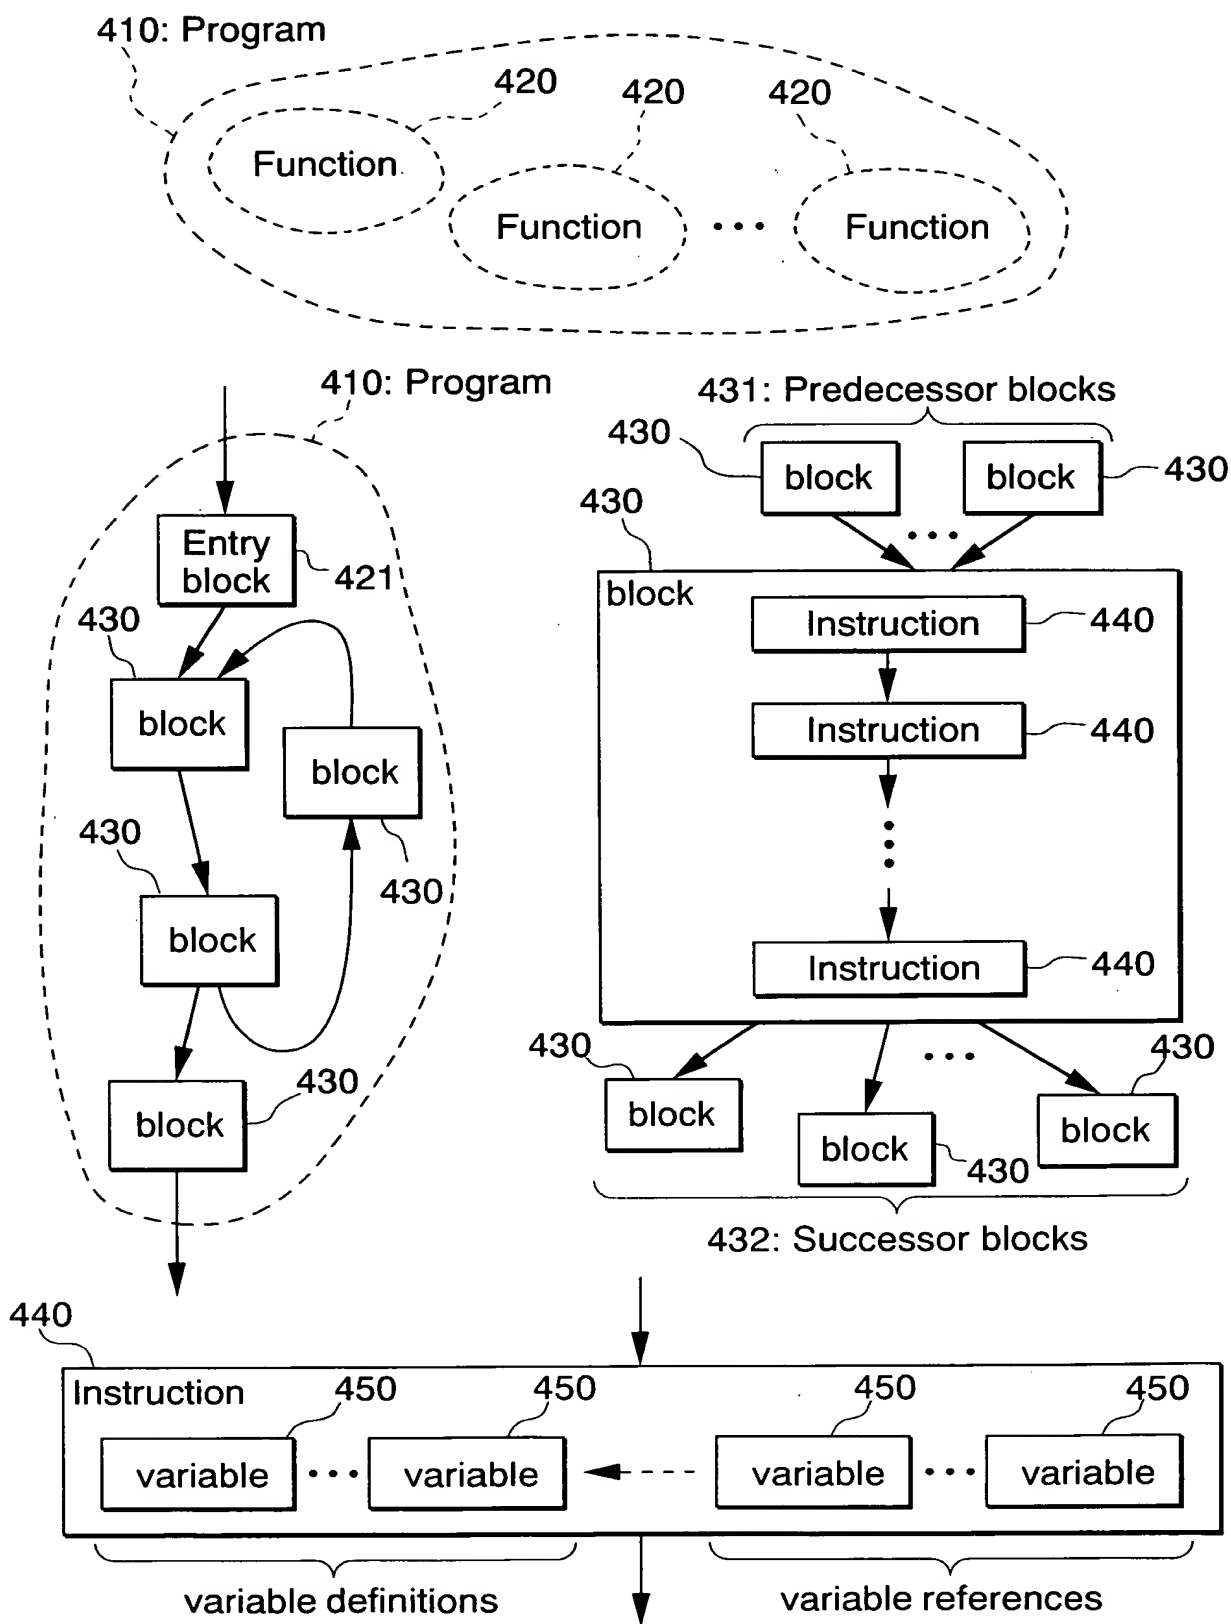 410: Program
420
420
420
Function
Function
• • •
Function
410: Program
Entry
block
421
430
block
block
430
430
block
block
430
431: Predecessor blocks
430
block
block
430
• • •
430
block
Instruction
440
Instruction
440
Instruction
440
430
block
block
430
• • •
430
block
432: Successor blocks
440
Instruction
450
450
450
450
variable
• • •
variable
variable
• • •
variable
variable definitions
variable references